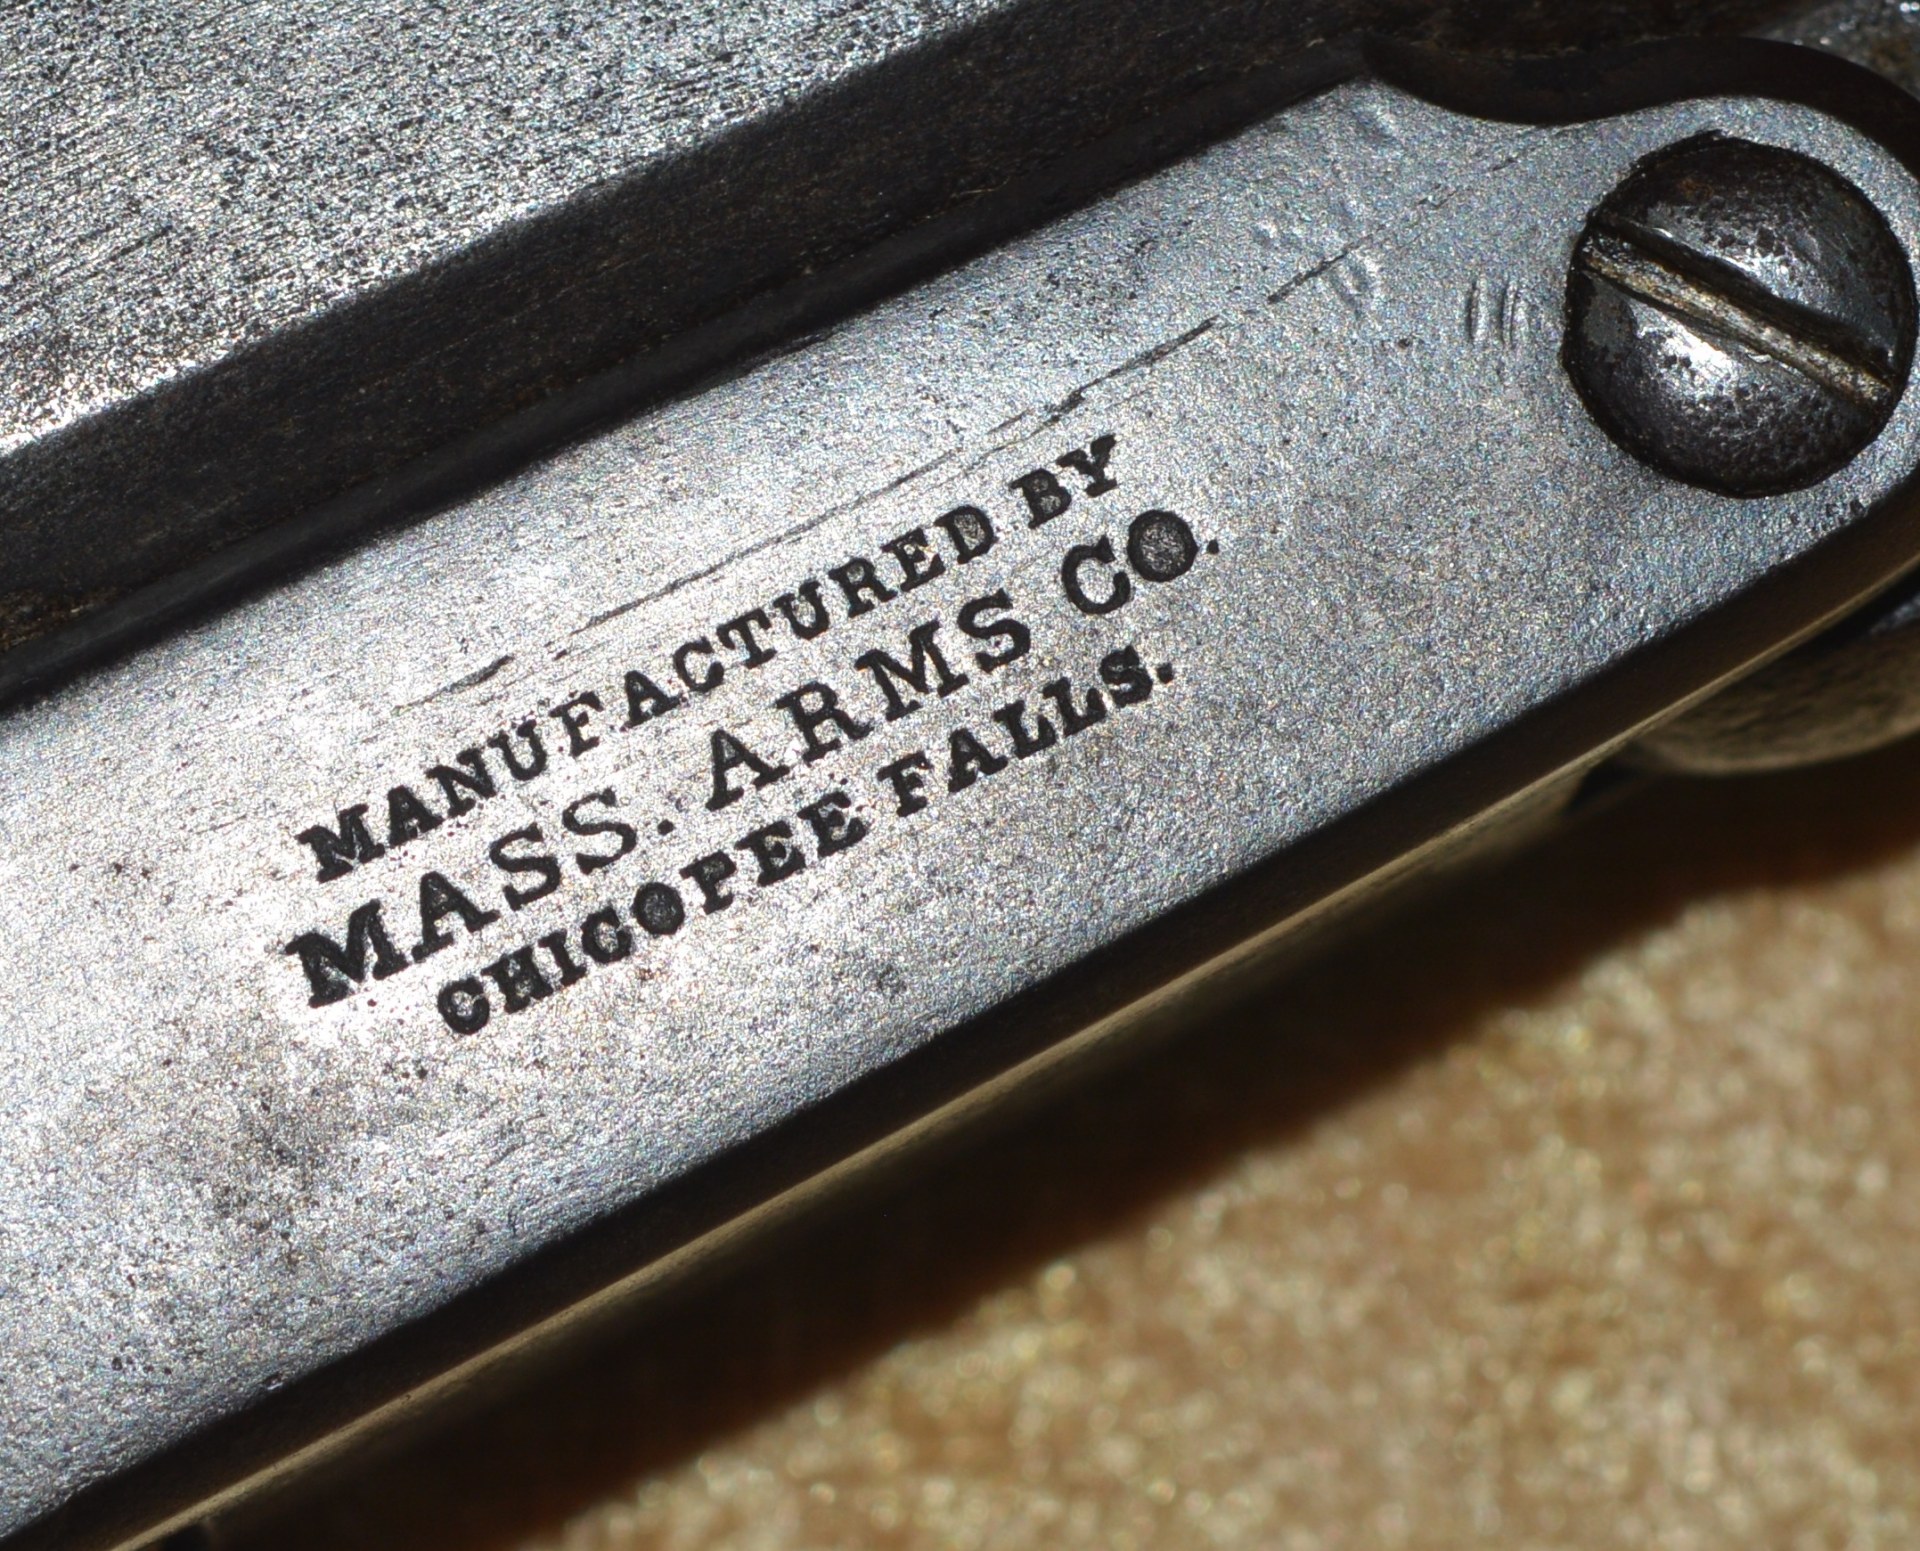 MANUFACTURED BY
MASS. ARMS CO.
CHICOPEE FALLS.